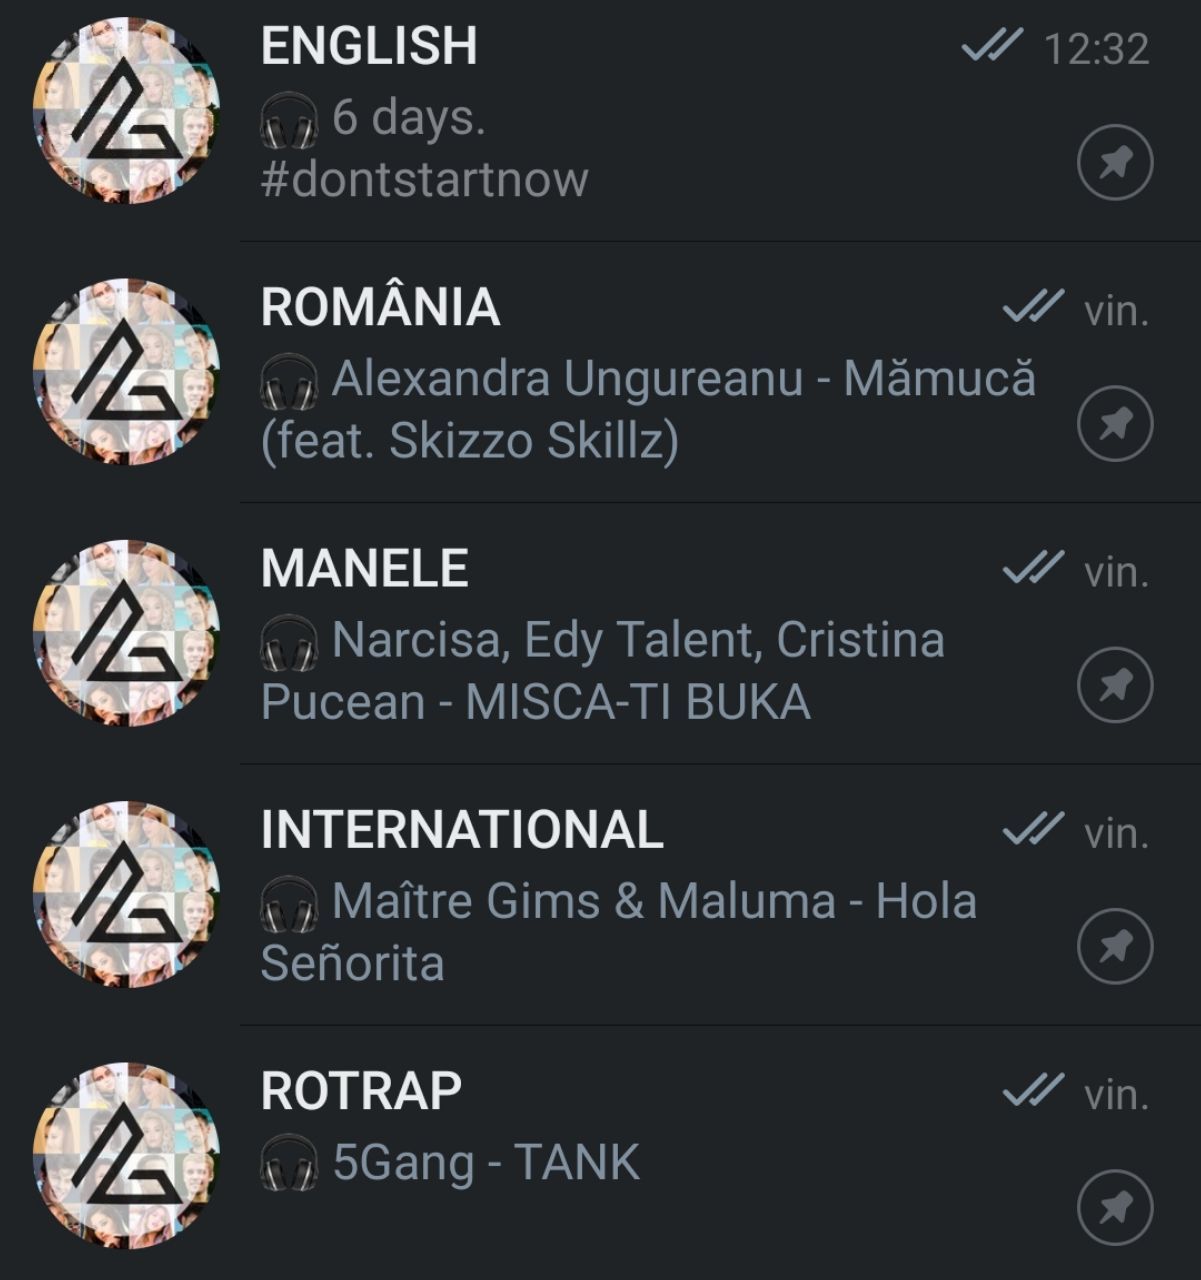 ENGLISH 12:32
🎧 6 days.
#dontstartnow
ROMÂNIA vin.
🎧 Alexandra Ungureanu - Mămucă
(feat. Skizzo Skillz)
MANELE vin.
🎧 Narcisa, Edy Talent, Cristina
Pucean - MISCA-TI BUKA
INTERNATIONAL vin.
🎧 Maître Gims & Maluma - Hola
Señorita
ROTRAP vin.
🎧 5Gang - TANK